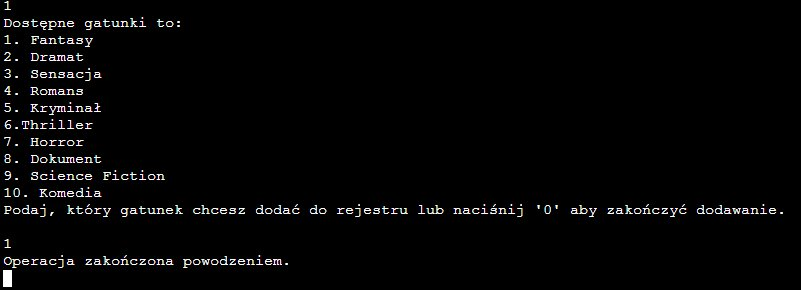 1
Dostępne gatunki to:
1. Fantasy
2. Dramat
3. Sensacja
4. Romans
5. Kryminał
6.Thriller
7. Horror
8. Dokument
9. Science Fiction
10. Komedia
Podaj, który gatunek chcesz dodać do rejestru lub naciśnij '0' aby zakończyć dodawanie.
1
Operacja zakończona powodzeniem.